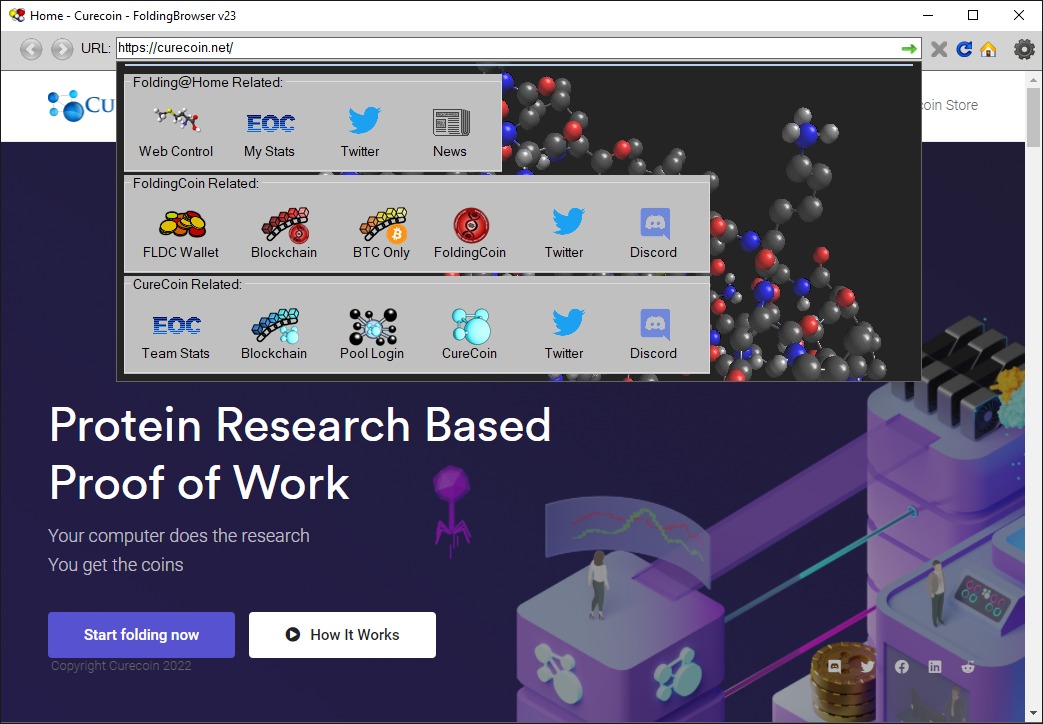 Home - Curecoin - FoldingBrowser v23
URL: https://curecoin.net/
Folding@Home Related:
Web Control My Stats Twitter News
EOC
FoldingCoin Related:
FLDC Wallet Blockchain BTC Only FoldingCoin Twitter Discord
CureCoin Related:
EOC
Team Stats Blockchain Pool Login CureCoin Twitter Discord
CU
coin Store
Protein Research Based
Proof of Work
Your computer does the research
You get the coins
Start folding now How It Works
Copyright Curecoin 2022